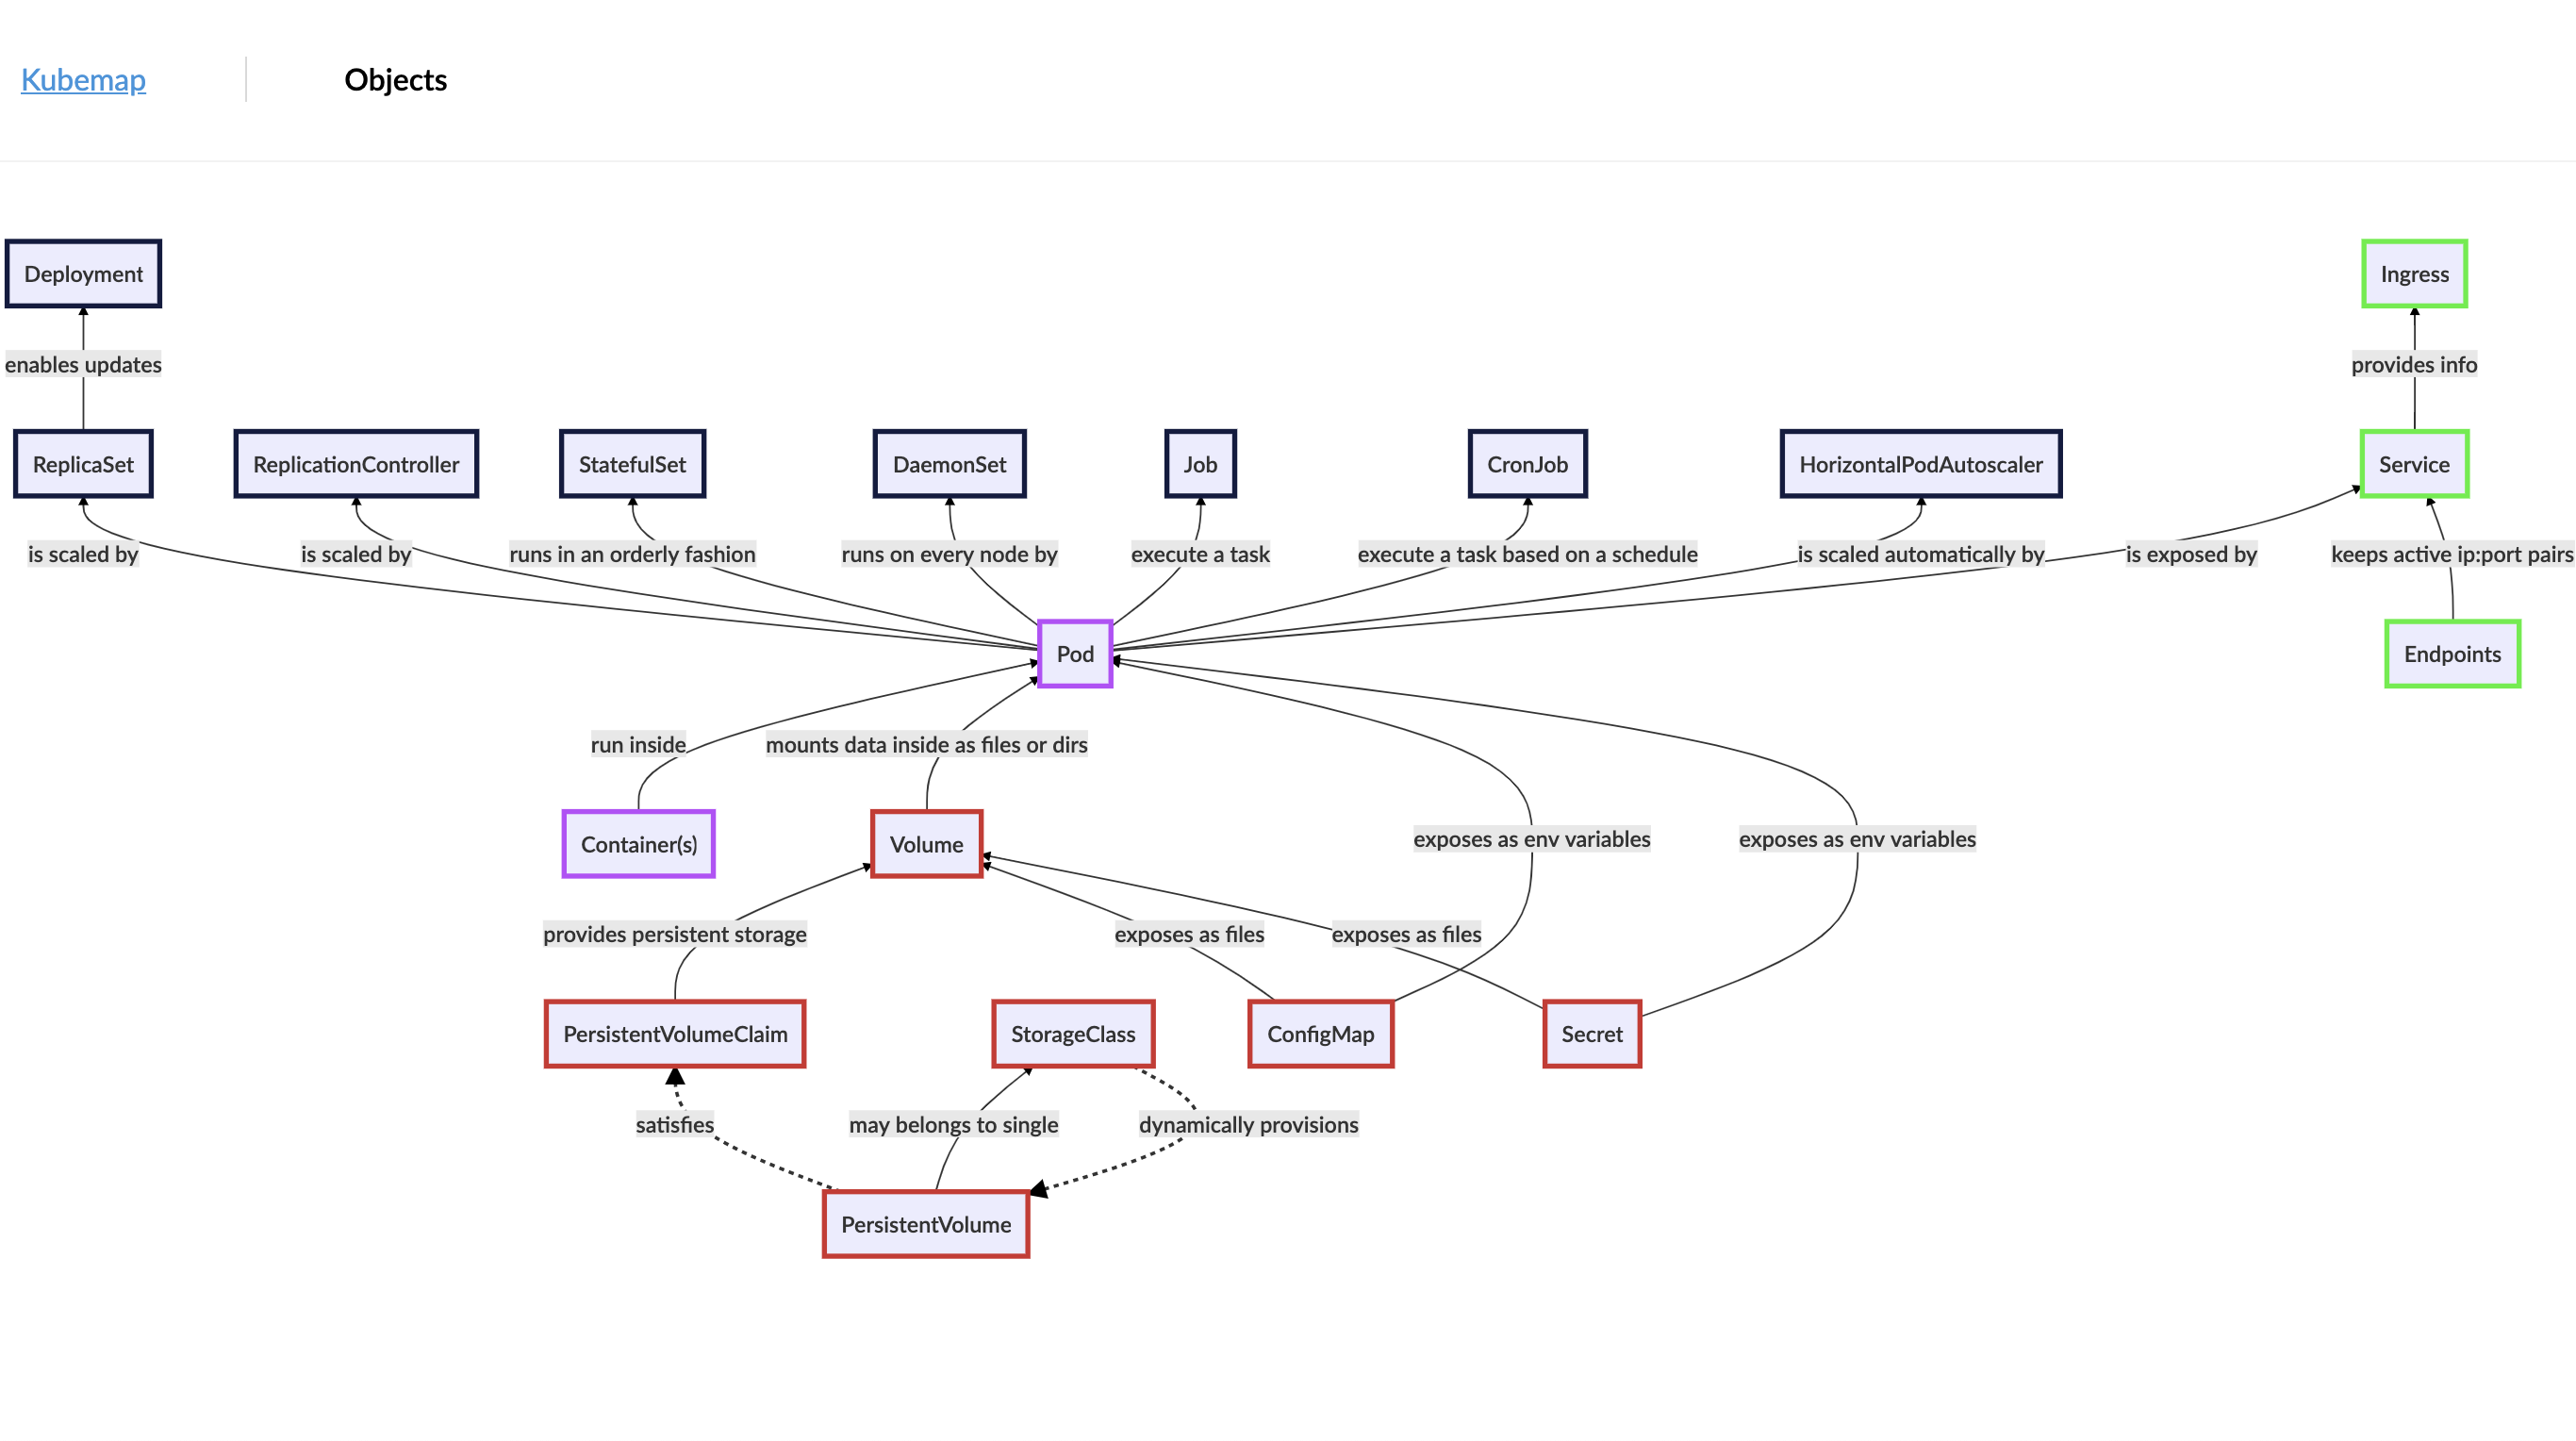 Kubemap
Objects
Deployment
Ingress
enables updates
provides info
ReplicaSet
ReplicationController
StatefulSet
DaemonSet
Job
CronJob
HorizontalPodAutoscaler
Service
is scaled by
is scaled by
runs in an orderly fashion
runs on every node by
execute a task
execute a task based on a schedule
is scaled automatically by
is exposed by
keeps active ip:port pairs
Pod
Endpoints
run inside
mounts data inside as files or dirs
Container(s)
Volume
exposes as env variables
exposes as env variables
provides persistent storage
exposes as files
exposes as files
PersistentVolumeClaim
StorageClass
ConfigMap
Secret
satisfies
may belongs to single
dynamically provisions
PersistentVolume